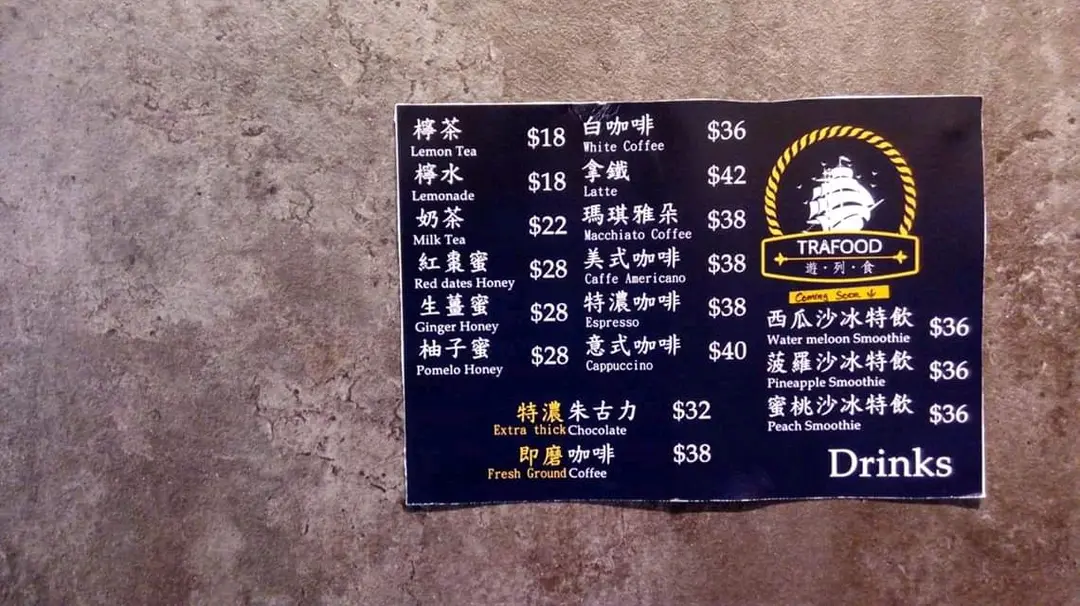 檸茶 $18
Lemon Tea
檸水 $18
Lemonade
奶茶 $22
Milk Tea
紅棗蜜 $28
Red dates Honey
生薑蜜 $28
Ginger Honey
柚子蜜 $28
Pomelo Honey
白咖啡 $36
White Coffee
拿鐵 $42
Latte
瑪琪雅朵 $38
Macchiato Coffee
美式咖啡 $38
Caffe Americano
特濃咖啡 $38
Espresso
意式咖啡 $40
Cappuccino
特濃朱古力 $32
Extra thick Chocolate
即磨咖啡 $38
Fresh Ground Coffee
TRAFOOD
遊·列·食
Coming Soon ↓
西瓜沙冰特飲 $36
Water meloon Smoothie
菠羅沙冰特飲 $36
Pineapple Smoothie
蜜桃沙冰特飲 $36
Peach Smoothie
Drinks